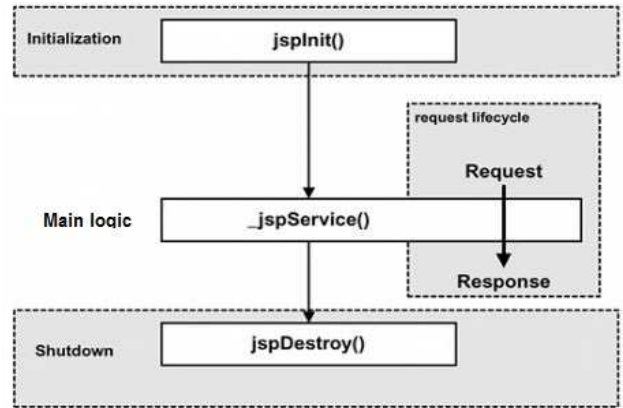 Initialization
jspInit()
request lifecycle
Request
Main logic
_jspService()
Response
Shutdown
jspDestroy()